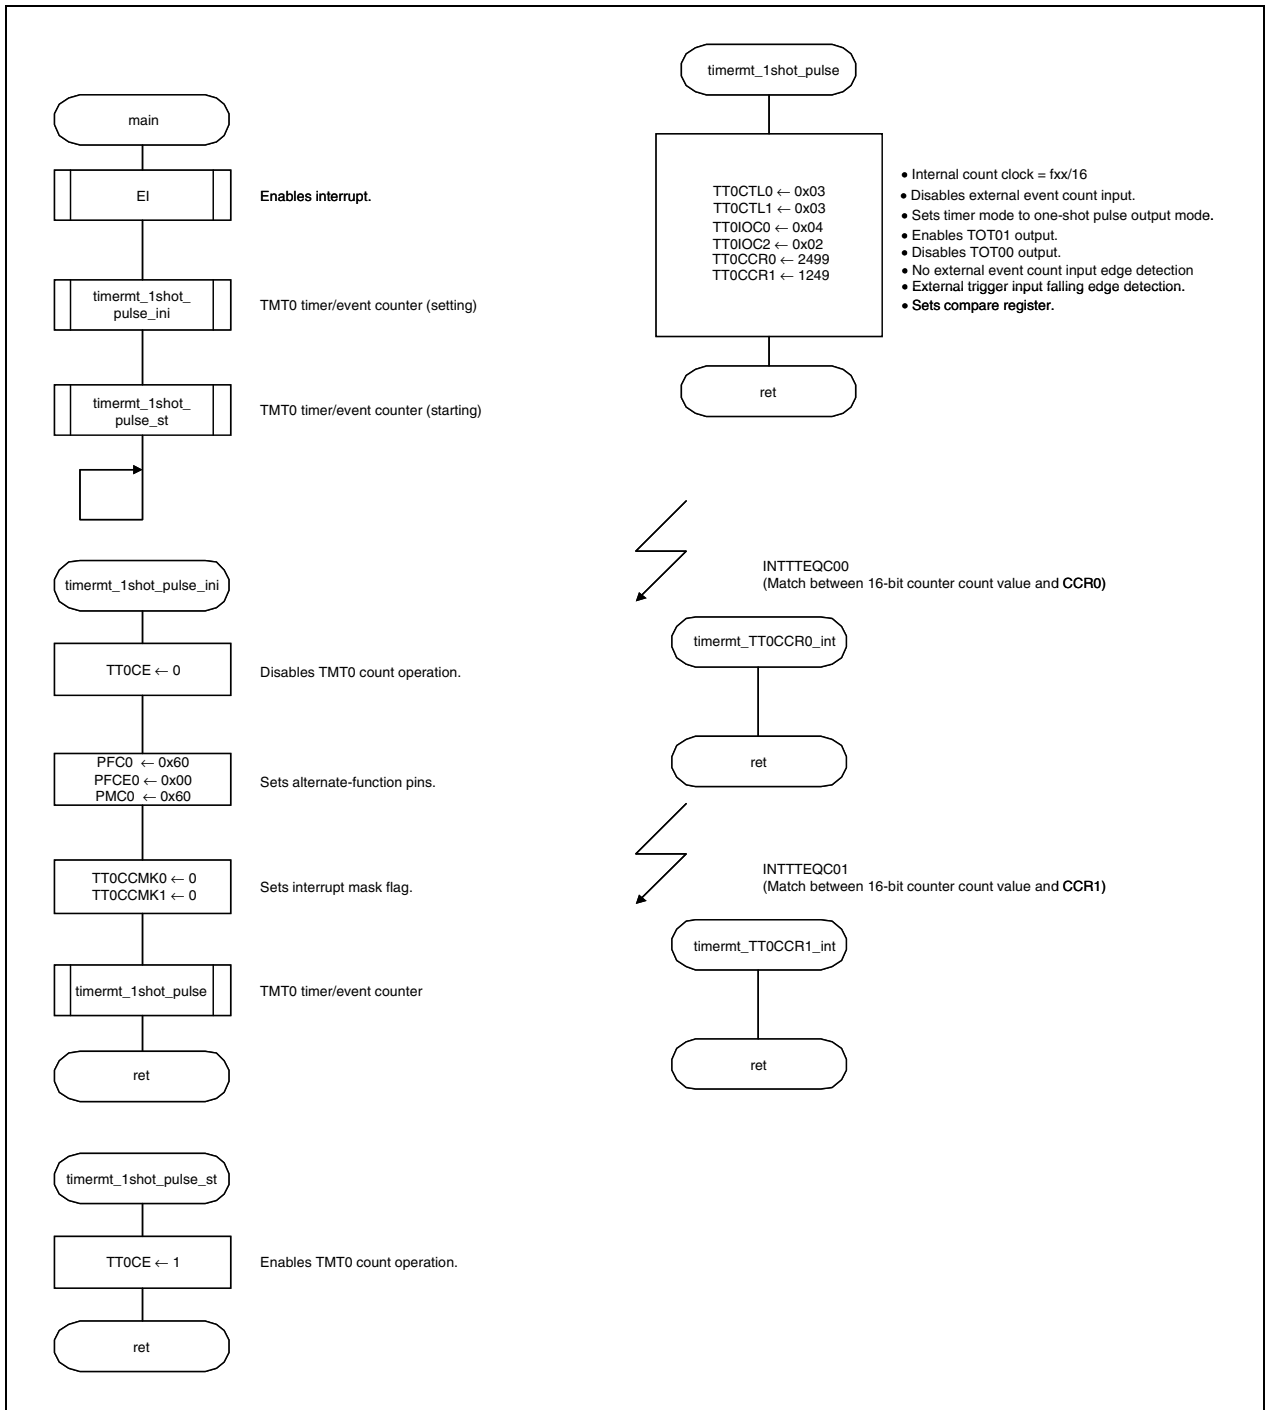 main
EI
Enables interrupt.
timermt_1shot_
pulse_ini
TMT0 timer/event counter (setting)
timermt_1shot_
pulse_st
TMT0 timer/event counter (starting)
timermt_1shot_pulse_ini
TT0CE ← 0
Disables TMT0 count operation.
PFC0 ← 0x60
PFCE0 ← 0x00
PMC0 ← 0x60
Sets alternate-function pins.
TT0CCMK0 ← 0
TT0CCMK1 ← 0
Sets interrupt mask flag.
timermt_1shot_pulse
TMT0 timer/event counter
ret
timermt_1shot_pulse_st
TT0CE ← 1
Enables TMT0 count operation.
ret
timermt_1shot_pulse
TT0CTL0 ← 0x03
TT0CTL1 ← 0x03
TT0IOC0 ← 0x04
TT0IOC2 ← 0x02
TT0CCR0 ← 2499
TT0CCR1 ← 1249
• Internal count clock = fxx/16
• Disables external event count input.
• Sets timer mode to one-shot pulse output mode.
• Enables TOT01 output.
• Disables TOT00 output.
• No external event count input edge detection
• External trigger input falling edge detection.
• Sets compare register.
ret
INTTTEQC00
(Match between 16-bit counter count value and CCR0)
timermt_TT0CCR0_int
ret
INTTTEQC01
(Match between 16-bit counter count value and CCR1)
timermt_TT0CCR1_int
ret